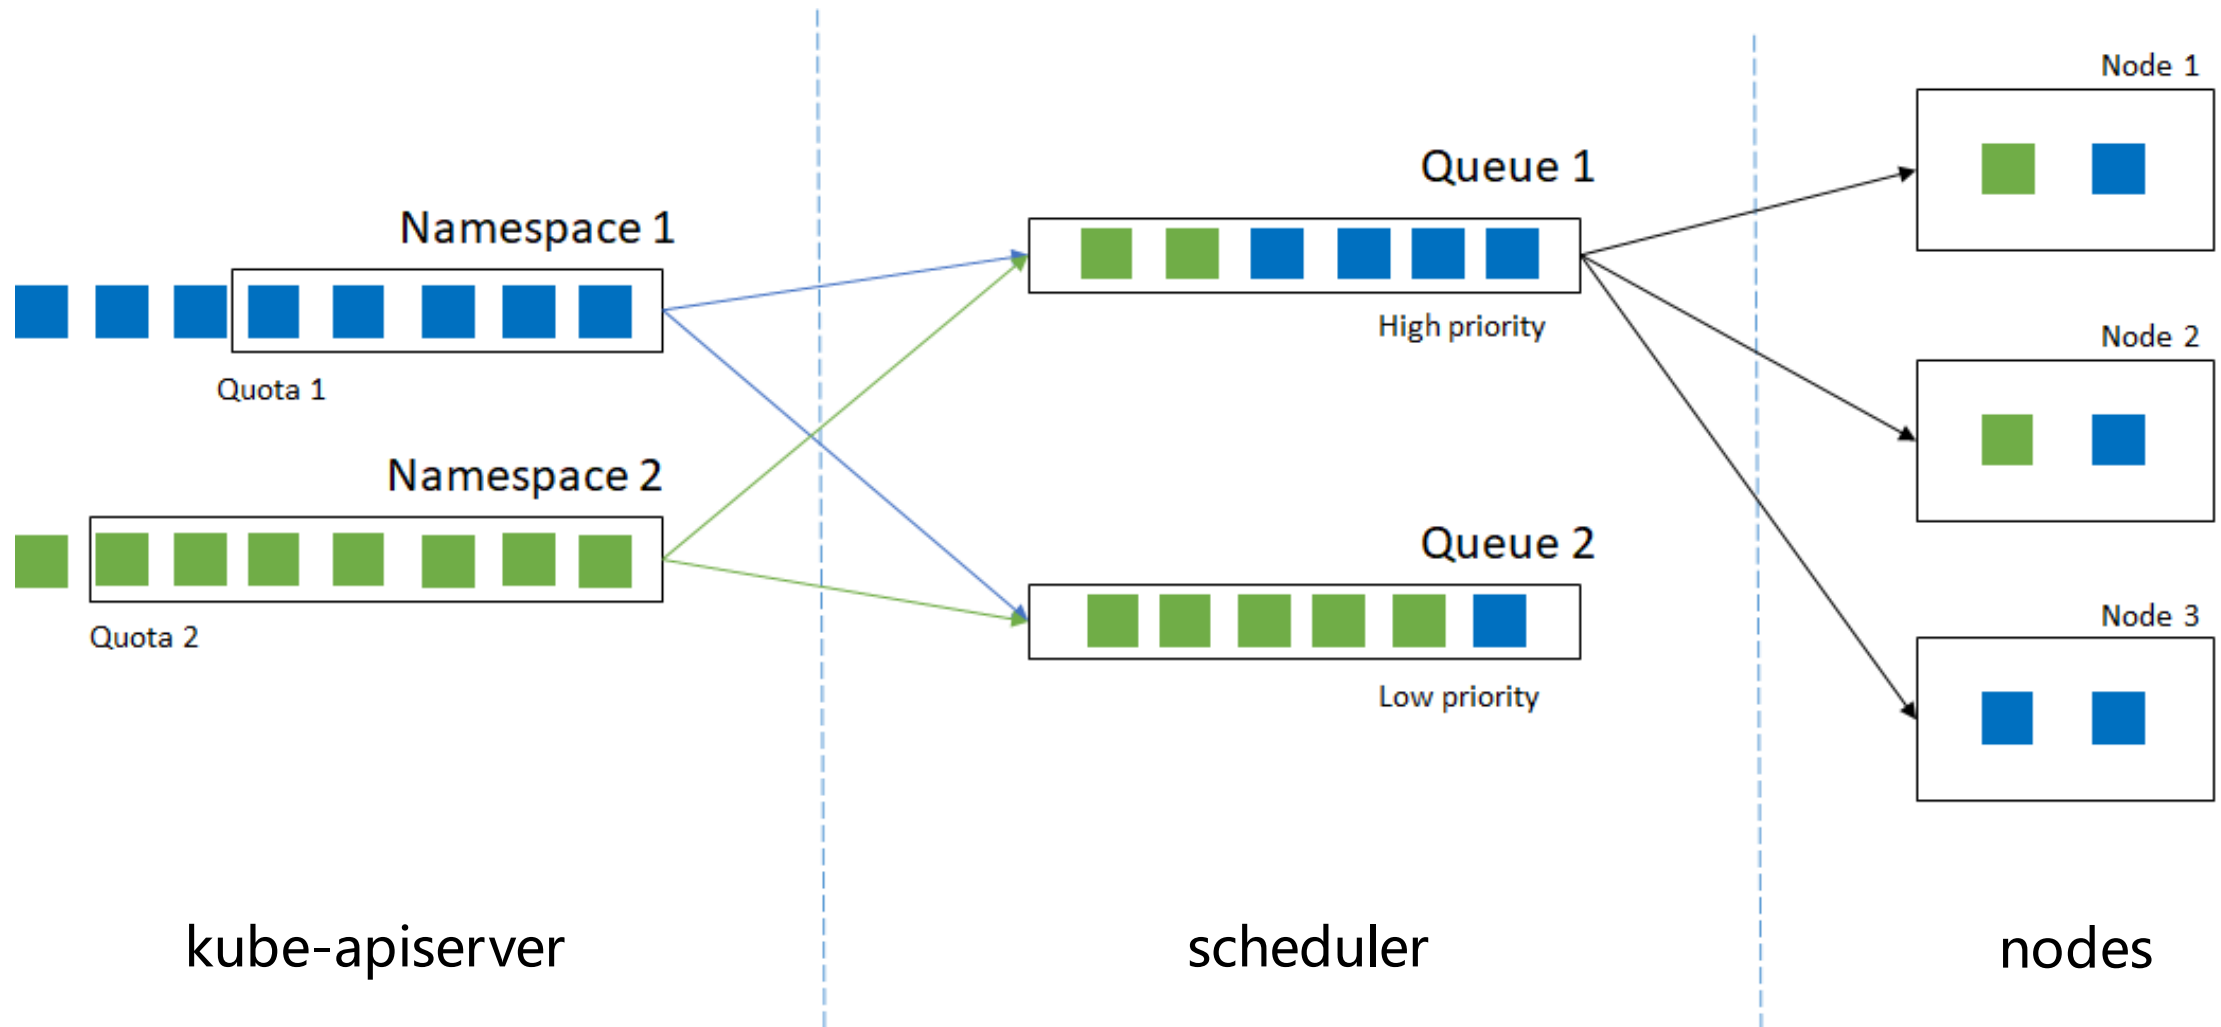 Namespace 1
Quota 1
Namespace 2
Quota 2
kube-apiserver
Queue 1
High priority
Queue 2
Low priority
scheduler
Node 1
Node 2
Node 3
nodes